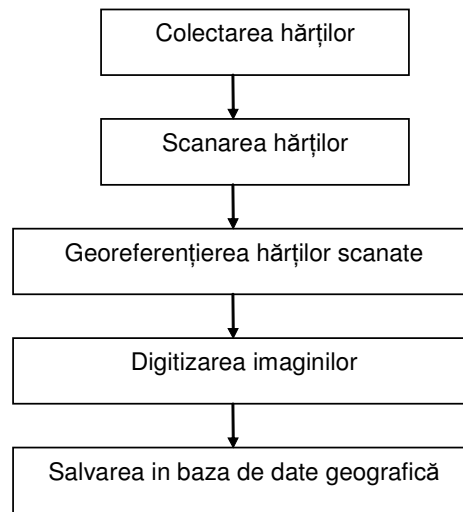 Colectarea hărților
Scanarea hărților
Georeferențierea hărților scanate
Digitizarea imaginilor
Salvarea in baza de date geografică